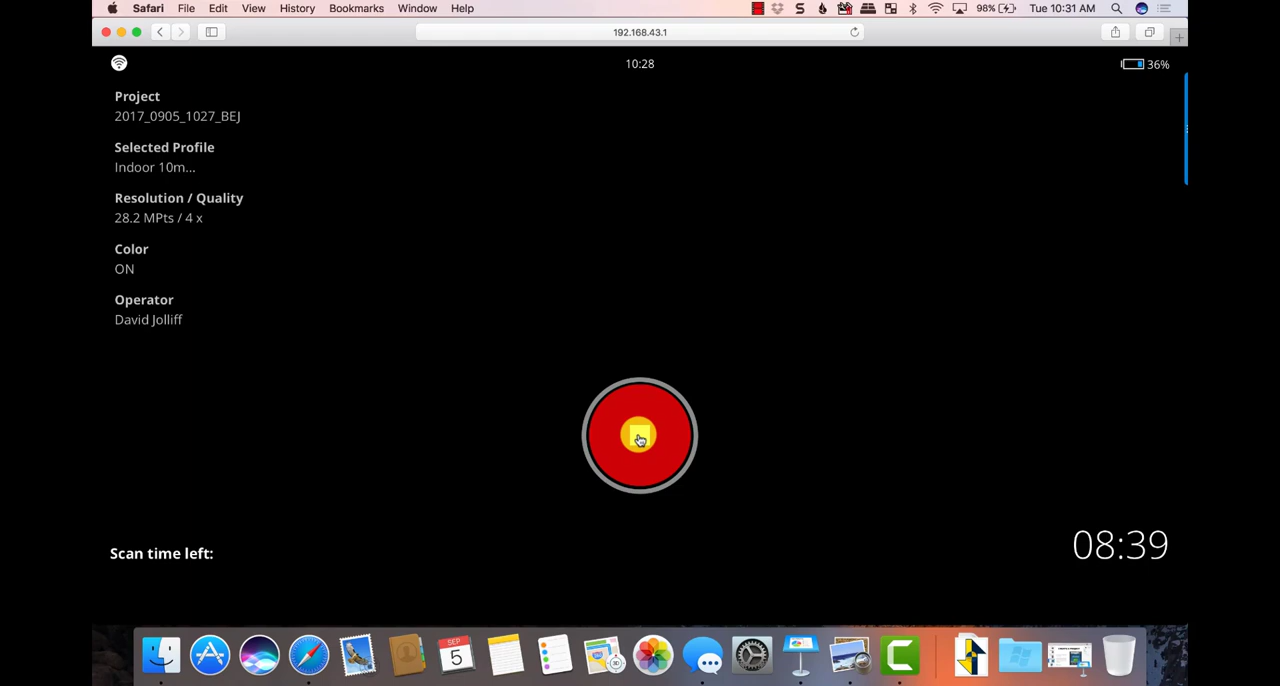 Safari File Edit View History Bookmarks Window Help 98% Tue 10:31 AM
192.168.43.1
10:28 36%
Project
2017_0905_1027_BEJ
Selected Profile
Indoor 10m...
Resolution / Quality
28.2 MPts / 4 x
Color
ON
Operator
David Jolliff
Scan time left: 08:39
SEP
5